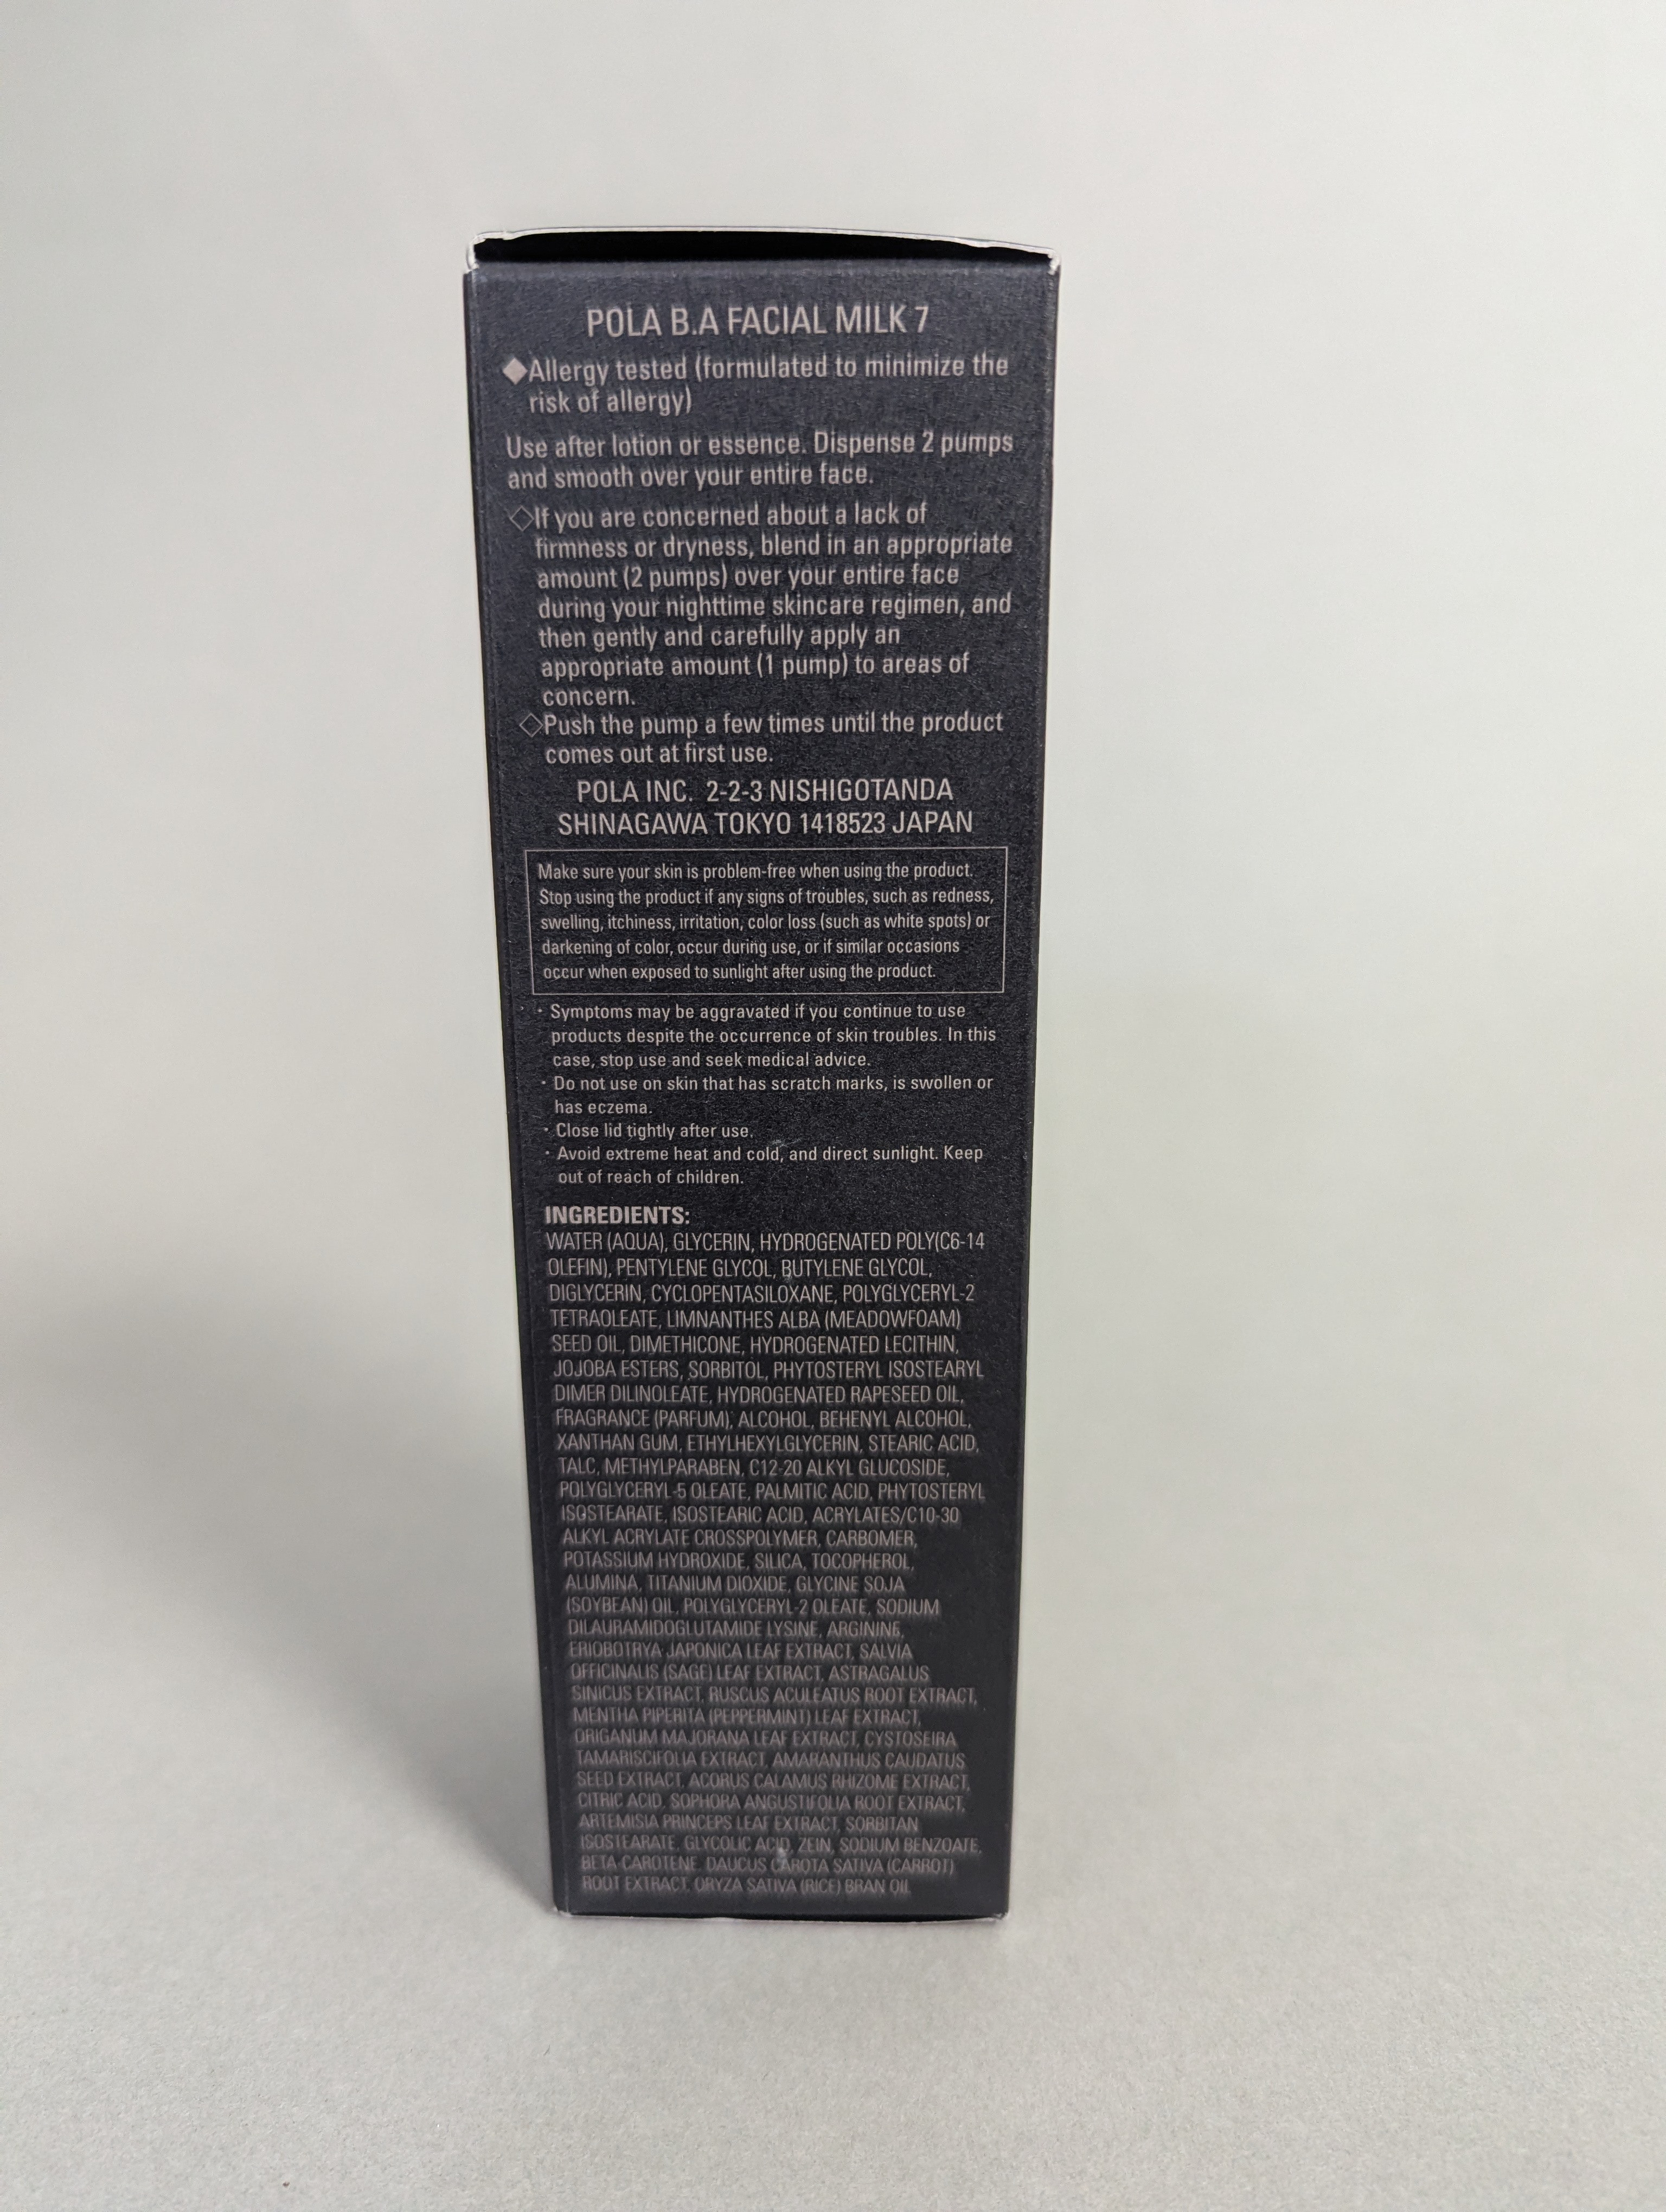 POLA B.A FACIAL MILK 7
◆Allergy tested (formulated to minimize the
risk of allergy)
Use after lotion or essence. Dispense 2 pumps
and smooth over your entire face.
◇If you are concerned about a lack of
firmness or dryness, blend in an appropriate
amount (2 pumps) over your entire face
during your nighttime skincare regimen, and
then gently and carefully apply an
appropriate amount (1 pump) to areas of
concern.
◇Push the pump a few times until the product
comes out at first use.
POLA INC. 2-2-3 NISHIGOTANDA
SHINAGAWA TOKYO 1418523 JAPAN
Make sure your skin is problem-free when using the product.
Stop using the product if any signs of troubles, such as redness,
swelling, itchiness, irritation, color loss (such as white spots) or
darkening of color, occur during use, or if similar occasions
occur when exposed to sunlight after using the product.
・Symptoms may be aggravated if you continue to use
products despite the occurrence of skin troubles. In this
case, stop use and seek medical advice.
・Do not use on skin that has scratch marks, is swollen or
has eczema.
・Close lid tightly after use.
・Avoid extreme heat and cold, and direct sunlight. Keep
out of reach of children.
INGREDIENTS:
WATER (AQUA), GLYCERIN, HYDROGENATED POLY(C6-14
OLEFIN), PENTYLENE GLYCOL, BUTYLENE GLYCOL,
DIGLYCERIN, CYCLOPENTASILOXANE, POLYGLYCERYL-2
TETRAOLEATE, LIMNANTHES ALBA (MEADOWFOAM)
SEED OIL, DIMETHICONE, HYDROGENATED LECITHIN,
JOJOBA ESTERS, SORBITOL, PHYTOSTERYL ISOSTEARYL
DIMER DILINOLEATE, HYDROGENATED RAPESEED OIL,
FRAGRANCE (PARFUM), ALCOHOL, BEHENYL ALCOHOL,
XANTHAN GUM, ETHYLHEXYLGLYCERIN, STEARIC ACID,
TALC, METHYLPARABEN, C12-20 ALKYL GLUCOSIDE,
POLYGLYCERYL-5 OLEATE, PALMITIC ACID, PHYTOSTERYL
ISOSTEARATE, ISOSTEARIC ACID, ACRYLATES/C10-30
ALKYL ACRYLATE CROSSPOLYMER, CARBOMER,
POTASSIUM HYDROXIDE, SILICA, TOCOPHEROL,
ALUMINA, TITANIUM DIOXIDE, GLYCINE SOJA
(SOYBEAN) OIL, POLYGLYCERYL-2 OLEATE, SODIUM
DILAURAMIDOGLUTAMIDE LYSINE, ARGININE,
ERIOBOTRYA JAPONICA LEAF EXTRACT, SALVIA
OFFICINALIS (SAGE) LEAF EXTRACT, ASTRAGALUS
SINICUS EXTRACT, RUSCUS ACULEATUS ROOT EXTRACT,
MENTHA PIPERITA (PEPPERMINT) LEAF EXTRACT,
ORIGANUM MAJORANA LEAF EXTRACT, CYSTOSEIRA
TAMARISCIFOLIA EXTRACT, AMARANTHUS CAUDATUS
SEED EXTRACT, ACORUS CALAMUS RHIZOME EXTRACT,
CITRIC ACID, SOPHORA ANGUSTIFOLIA ROOT EXTRACT,
ARTEMISIA PRINCEPS LEAF EXTRACT, SORBITAN
ISOSTEARATE, GLYCOLIC ACID, ZEIN, SODIUM BENZOATE,
BETA-CAROTENE, DAUCUS CAROTA SATIVA (CARROT)
ROOT EXTRACT, ORYZA SATIVA (RICE) BRAN OIL